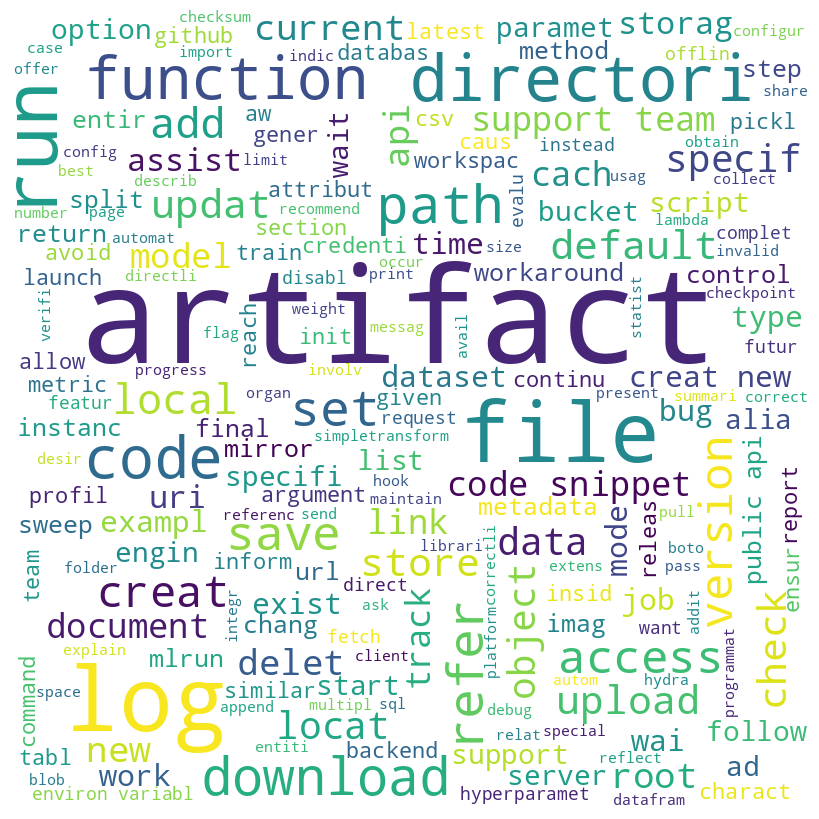 checksum
option
github
current
latest
paramet
storag
configur
case
import
indic
databas
method
offlin
step
offer
function
directori
share
run
entir
add
aw
gener
wait
api
csv
support team
pickl
config
limit
assist
workspac
caus
instead
obtain
specif
best
describ
attribut
cach
usag
evalu
collect
number
page
split
updat
recommend
path
bucket
script
lambda
complet
return
automat
section
credenti
time
size
default
invalid
avoid
model
train
occur
launch
directli
disabl
print
workaround
control
checkpoint
artifact
verifi
reach
weight
flag
init
messag
avail
statist
type
allow
progress
involv
futur
metric
local
organ
set
dataset
given
continu
creat new
present
summari
correct
featur
request
file
bug
alia
instanc
final
simpletransform
desir
code
mirror
list
version
public api
specifi
hook
code snippet
profil
uri
argument
maintain
metadata
mode
releas
report
pull
sweep
exampl
referenc
send
save
link
data
engin
inform
librari
boto
team
folder
url
direct
store
extens
pass
ensur
creat
integr
exist
ask
track
refer
platform
correctli
object
insid
job
addit
document
chang
fetch
imag
want
programmat
explain
mlrun
delet
client
access
check
command
space
log
similar
start
autom
hydra
append
multipl
sql
debug
upload
locat
relat
special
follow
tabl
new
entiti
backend
support
wai
reflect
blob
work
download
server
root
ad
environ variabl
hyperparamet
datafram
charact